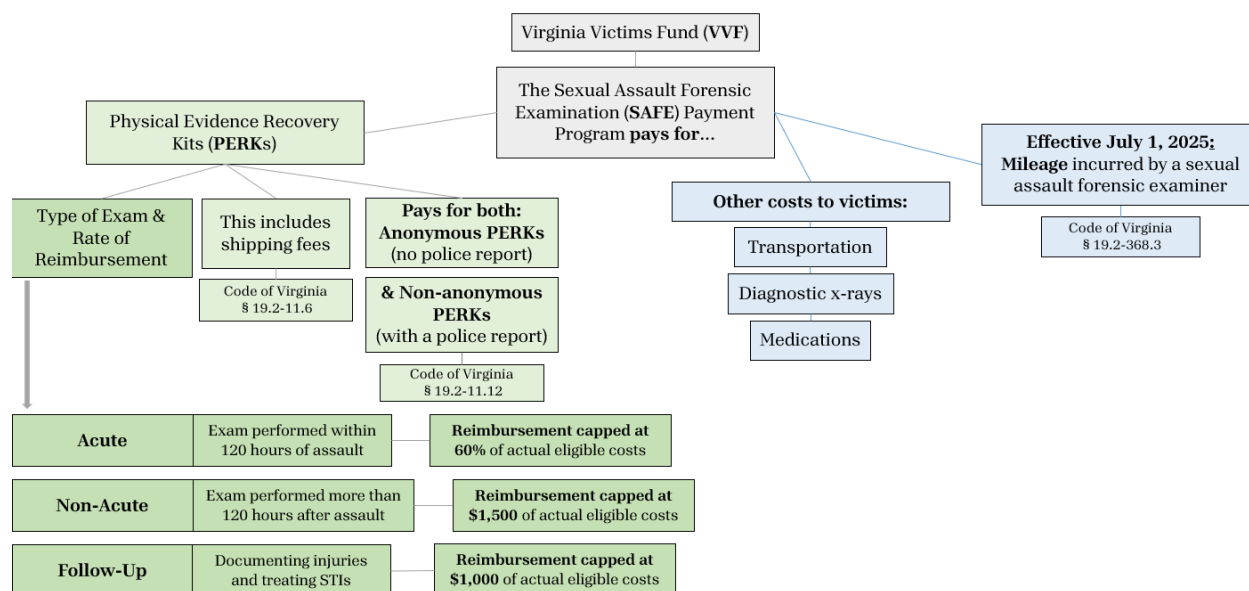 Virginia Victims Fund (VVF)
The Sexual Assault Forensic
Examination (SAFE) Payment
Program pays for...
Physical Evidence Recovery
Kits (PERKs)
Type of Exam &
Rate of
Reimbursement
This includes
shipping fees
Code of Virginia
§ 19.2-11.6
Pays for both:
Anonymous PERKs
(no police report)
& Non-anonymous
PERKs
(with a police report)
Code of Virginia
§ 19.2-11.12
Other costs to victims:
Transportation
Diagnostic x-rays
Medications
Effective July 1, 2025:
Mileage incurred by a sexual
assault forensic examiner
Code of Virginia
§ 19.2-368.3
Acute
Exam performed within
120 hours of assault
Reimbursement capped at
60% of actual eligible costs
Non-Acute
Exam performed more than
120 hours after assault
Reimbursement capped at
$1,500 of actual eligible costs
Follow-Up
Documenting injuries
and treating STIs
Reimbursement capped at
$1,000 of actual eligible costs